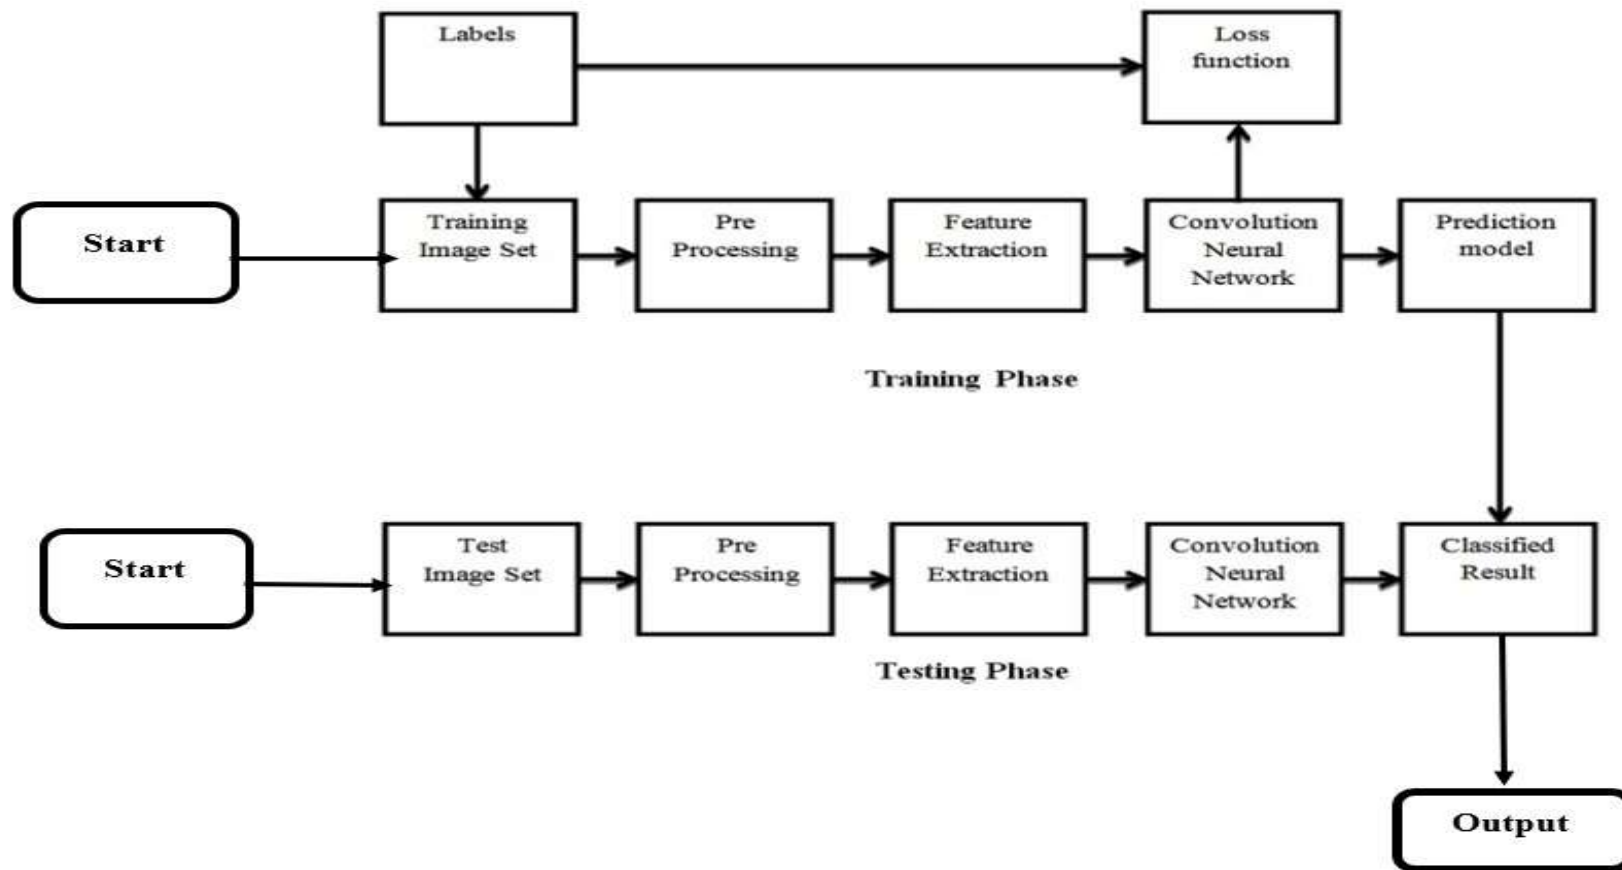 Labels
Loss
function
Start
Training
Image Set
Pre
Processing
Feature
Extraction
Convolution
Neural
Network
Prediction
model
Training Phase
Start
Test
Image Set
Pre
Processing
Feature
Extraction
Convolution
Neural
Network
Classified
Result
Testing Phase
Output